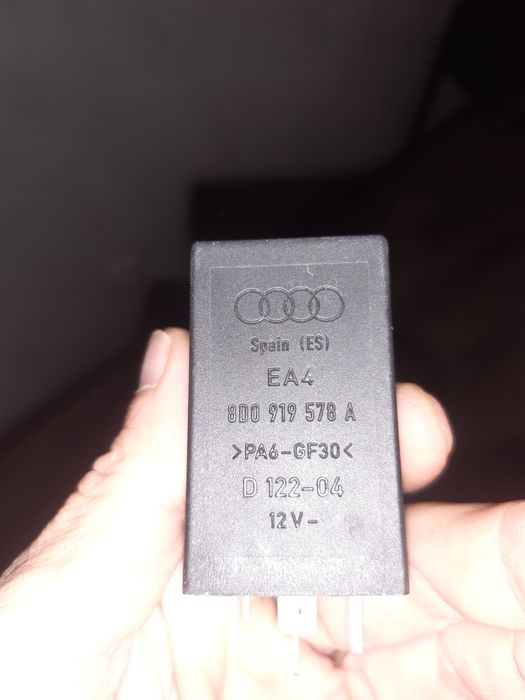 Spain (ES)
EA4
8D0 919 578 A
>PA6-GF30<
D 122-04
12V-